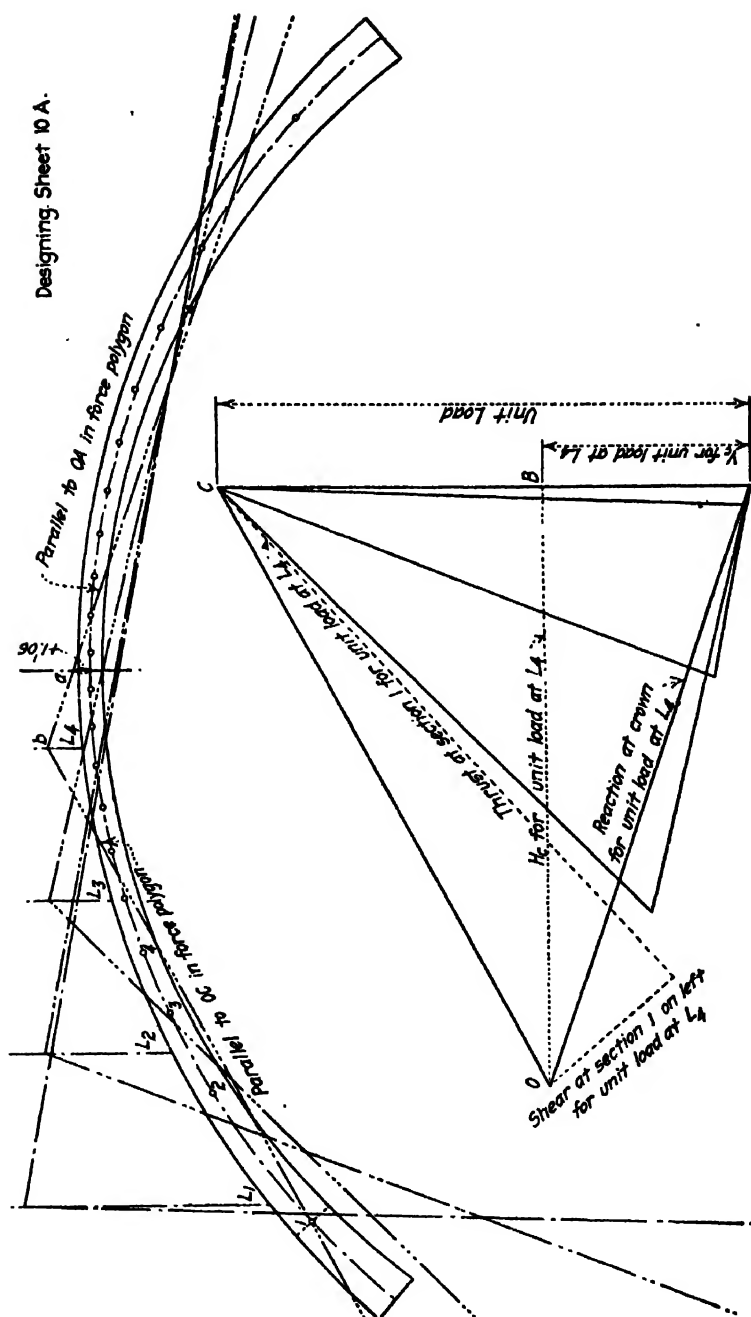 Designing Sheet 10 A.
Parallel to OA in force polygon
+1.06
a
b
L4
L3
L2
L1
4
3
2
1
Parallel to OC in force polygon
Unit Load
C
Vc for unit load at L4
B
Thrust at section 1 for unit load at L4
Hc for unit load at L4
Reaction at crown
for unit load at L4
O
Shear at section 1 on left
for unit load at L4